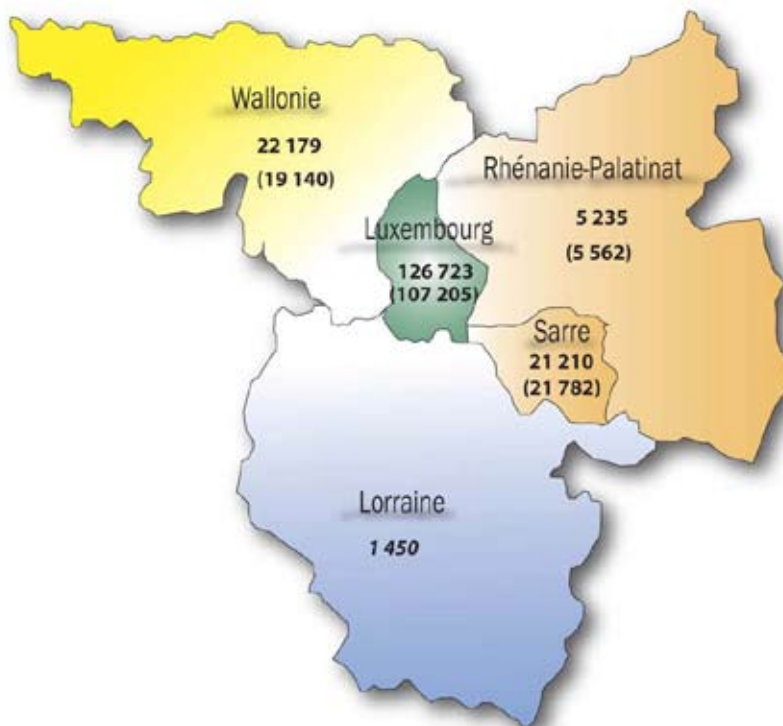 Wallonie
22 179
(19 140)
Rhénanie-Palatinat
5 235
(5 562)
Luxembourg
126 723
(107 205)
Sarre
21 210
(21 782)
Lorraine
1 450